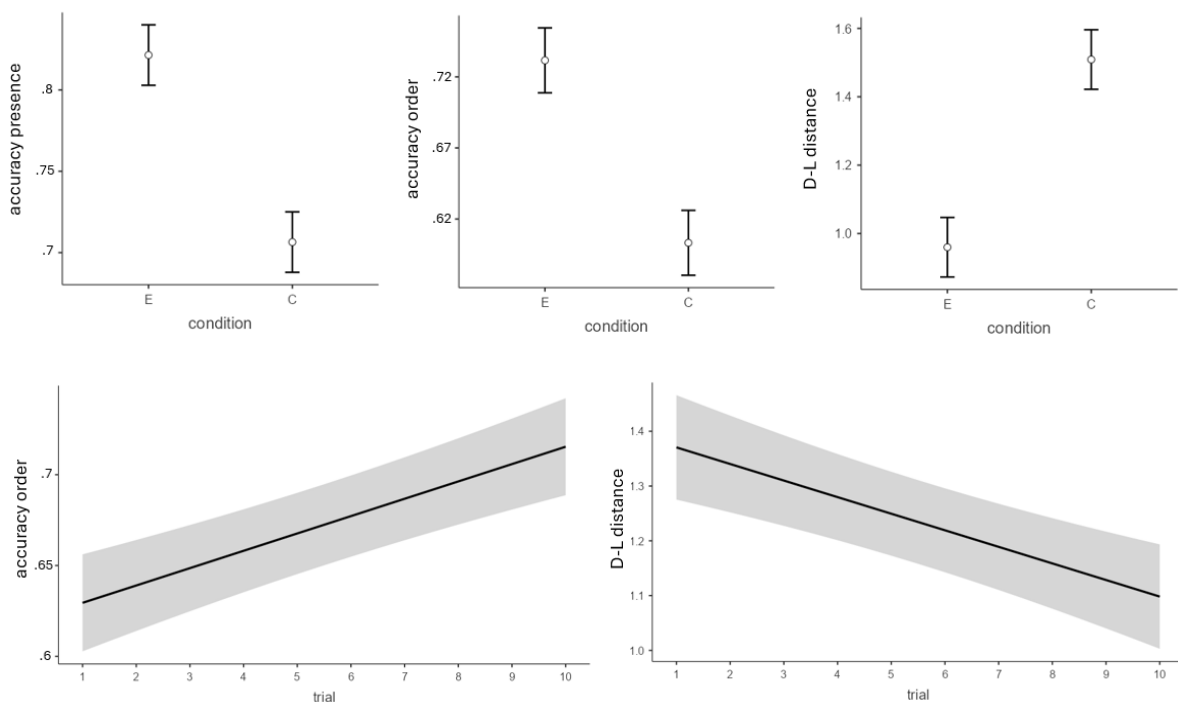 accuracy presence
.8
.75
.7
E
C
condition
accuracy order
.72
.67
.62
E
C
condition
D-L distance
1.6
1.4
1.2
1.0
E
C
condition
accuracy order
.7
.65
.6
1 2 3 4 5 6 7 8 9 10
trial
D-L distance
1.4
1.3
1.2
1.1
1.0
1 2 3 4 5 6 7 8 9 10
trial